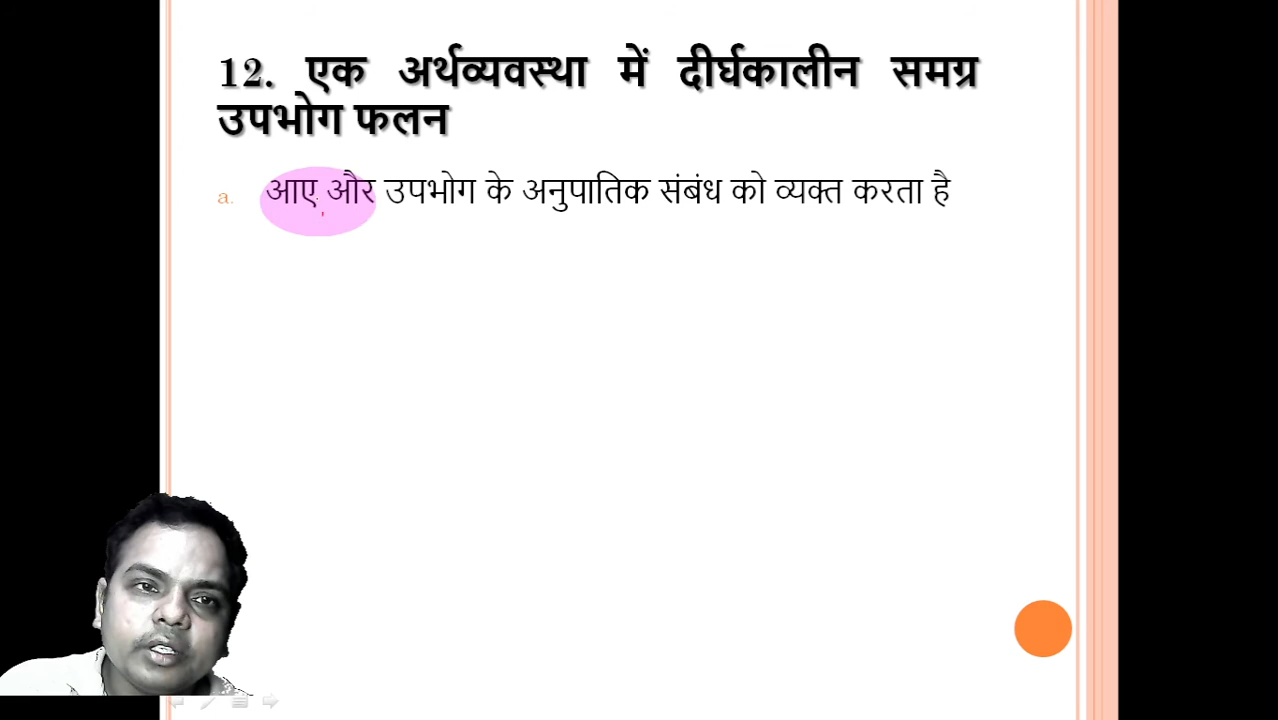 12. एक अर्थव्यवस्था में दीर्घकालीन समग्र
उपभोग फलन
a. आए और उपभोग के अनुपातिक संबंध को व्यक्त करता है